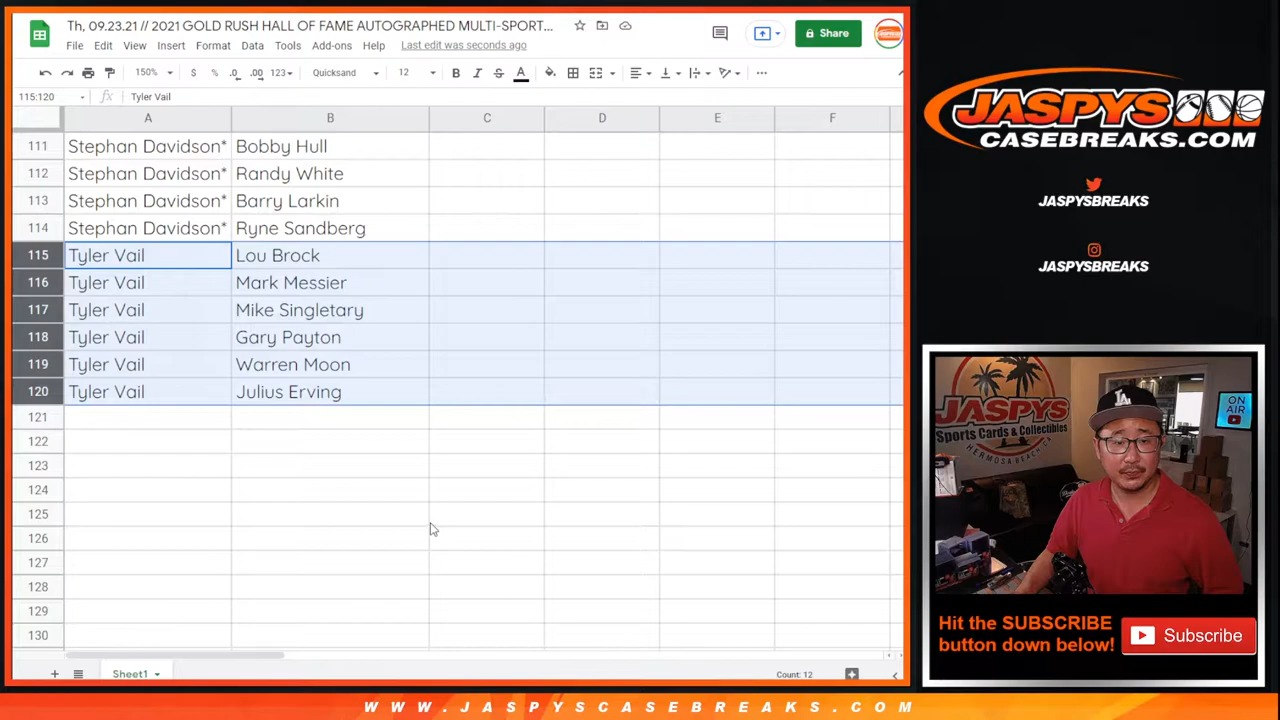 Th, 09.23.21 // 2021 GOLD RUSH HALL OF FAME AUTOGRAPHED MULTI-SPORT...
File Edit View Insert Format Data Tools Add-ons Help Last edit was seconds ago
Share
150% $ % .0 .00 123 Quicksand 12 B I S A
115:120 fx Tyler Vail
A B C D E F
111 Stephan Davidson* Bobby Hull
112 Stephan Davidson* Randy White
113 Stephan Davidson* Barry Larkin
114 Stephan Davidson* Ryne Sandberg
115 Tyler Vail Lou Brock
116 Tyler Vail Mark Messier
117 Tyler Vail Mike Singletary
118 Tyler Vail Gary Payton
119 Tyler Vail Warren Moon
120 Tyler Vail Julius Erving
121
122
123
124
125
126
127
128
129
130
Sheet1
Count: 12
JASPYS
CASEBREAKS.COM
JASPYSBREAKS
JASPYSBREAKS
JASPYS
Sports Cards & Collectibles
HERMOSA BEACH, CA
LA
ON
AIR
Hit the SUBSCRIBE
button down below!
Subscribe
WWW.JASPYSCASEBREAKS.COM